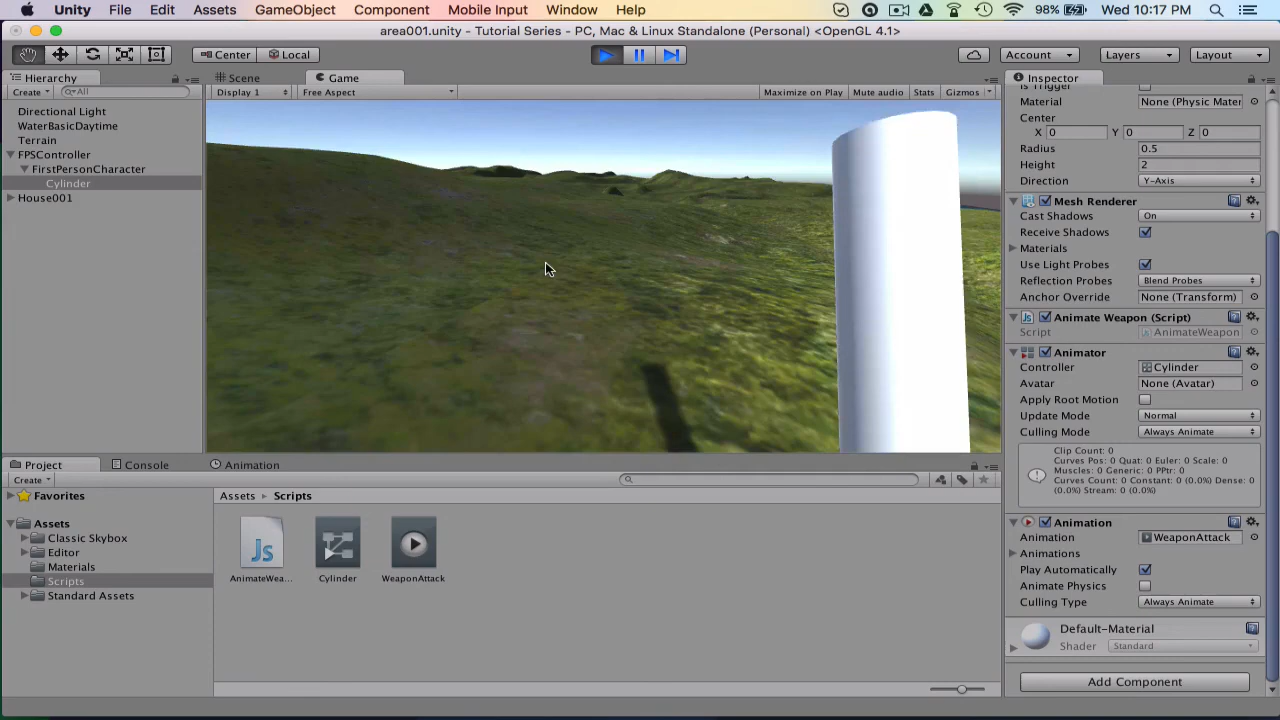 Unity File Edit Assets GameObject Component Mobile Input Window Help 98% Wed 10:17 PM
area001.unity - Tutorial Series - PC, Mac & Linux Standalone (Personal) <OpenGL 4.1>
Center Local Account Layers Layout
Hierarchy Scene Game Inspector
Create All Display 1 Free Aspect Maximize on Play Mute audio Stats Gizmos
Is Trigger
Material None (Physic Mater
Directional Light
Center
WaterBasicDaytime
X 0 Y 0 Z 0
Terrain
Radius 0.5
FPSController
Height 2
FirstPersonCharacter
Direction Y-Axis
Cylinder
House001
Mesh Renderer
Cast Shadows On
Receive Shadows
Materials
Use Light Probes
Reflection Probes Blend Probes
Anchor Override None (Transform)
Js Animate Weapon (Script)
Script AnimateWeapon
Animator
Controller Cylinder
Avatar None (Avatar)
Apply Root Motion
Update Mode Normal
Culling Mode Always Animate
Clip Count: 0
Curves Pos: 0 Quat: 0 Euler: 0 Scale: 0
Muscles: 0 Generic: 0 PPtr: 0
Curves Count: 0 Constant: 0 (0.0%) Dense: 0
(0.0%) Stream: 0 (0.0%)
Animation
Animation WeaponAttack
Animations
Play Automatically
Animate Physics
Culling Type Always Animate
Default-Material
Shader Standard
Add Component
Project Console Animation
Create
Favorites
Assets
Classic Skybox
Editor
Materials
Scripts
Standard Assets
Assets Scripts
Js
AnimateWea... Cylinder WeaponAttack